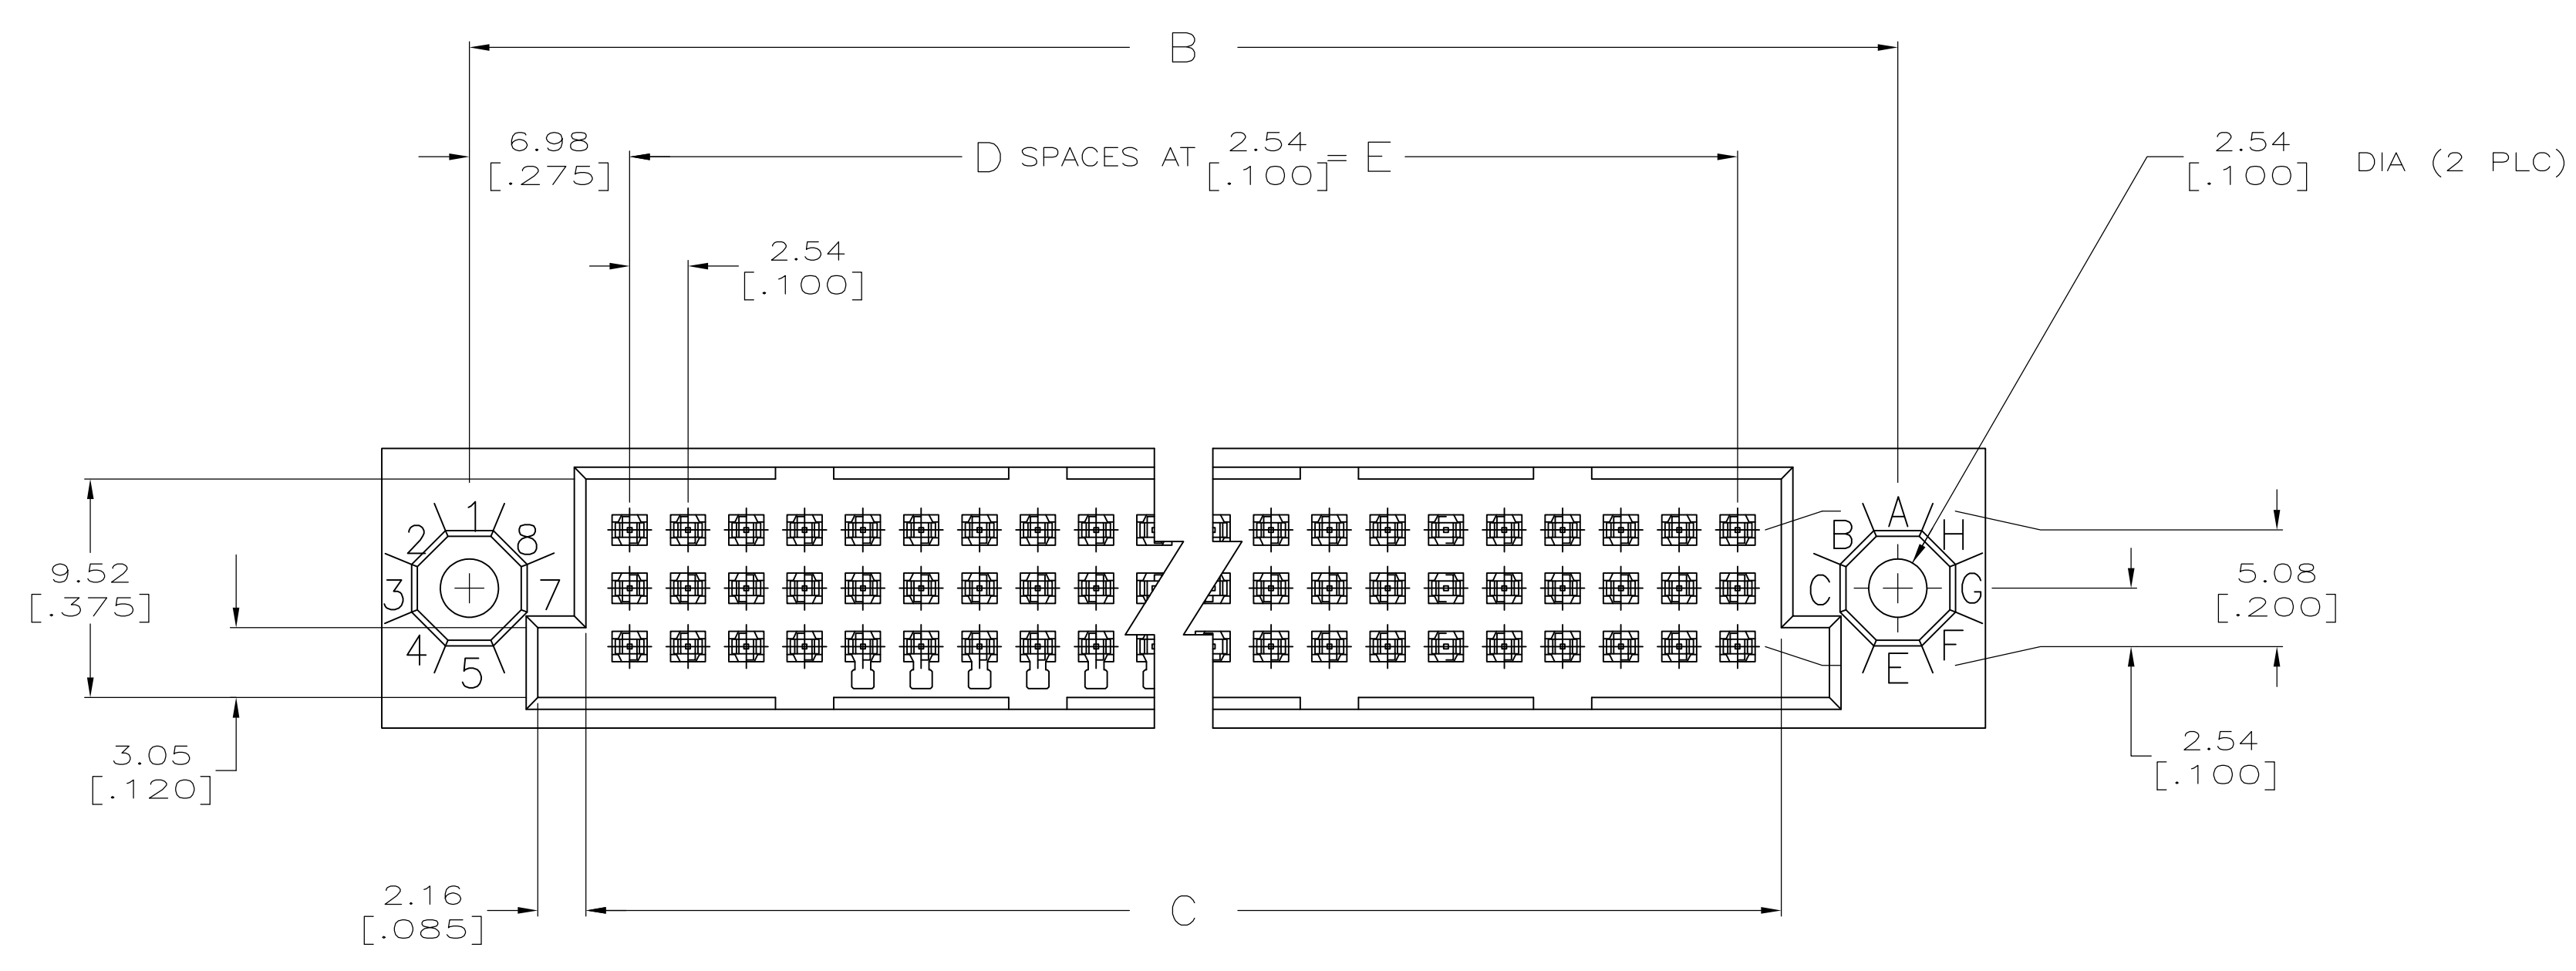 B
6.98
[.275]
D SPACES AT 2.54 = E
[.100]
2.54 DIA (2 PLC)
[.100]
2.54
[.100]
1
2
8
3
7
4
5
A
B
H
C
G
F
E
9.52
[.375]
5.08
[.200]
3.05
[.120]
2.54
[.100]
2.16
[.085]
C